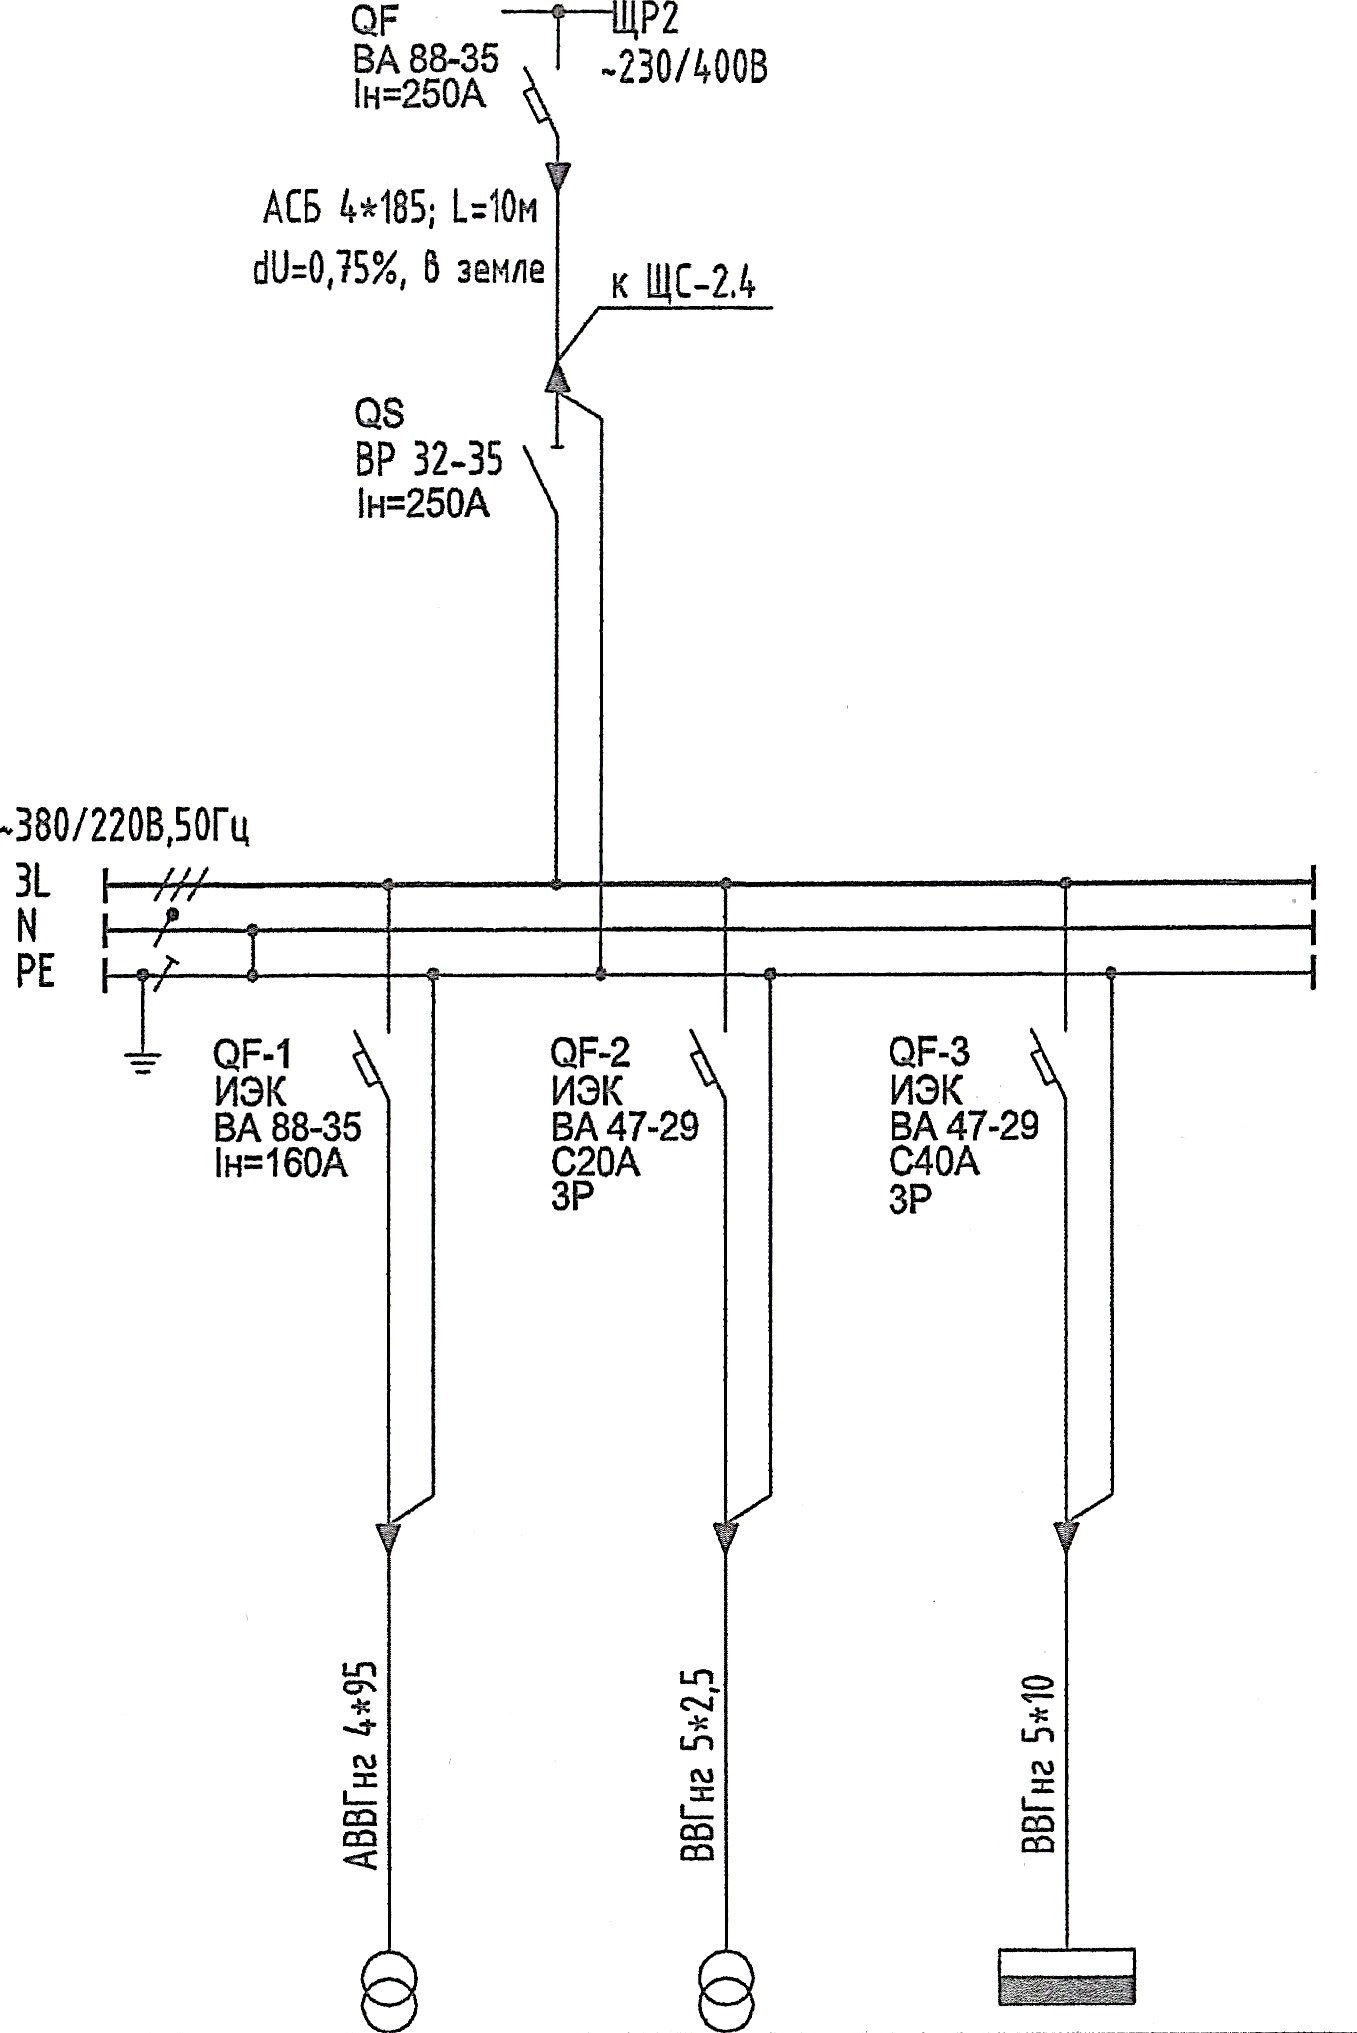 QF
ВА 88-35
Iн=250А
ЩР2
~230/400В
АСБ 4*185; L=10м
dU=0,75%, в земле
к ЩС-2.4
QS
ВР 32-35
Iн=250А
~380/220В,50Гц
3L
N
PE
QF-1
ИЭК
ВА 88-35
Iн=160А
QF-2
ИЭК
ВА 47-29
С20А
3Р
QF-3
ИЭК
ВА 47-29
С40А
3Р
АВВГнг 4*95
ВВГнг 5*2,5
ВВГнг 5*10